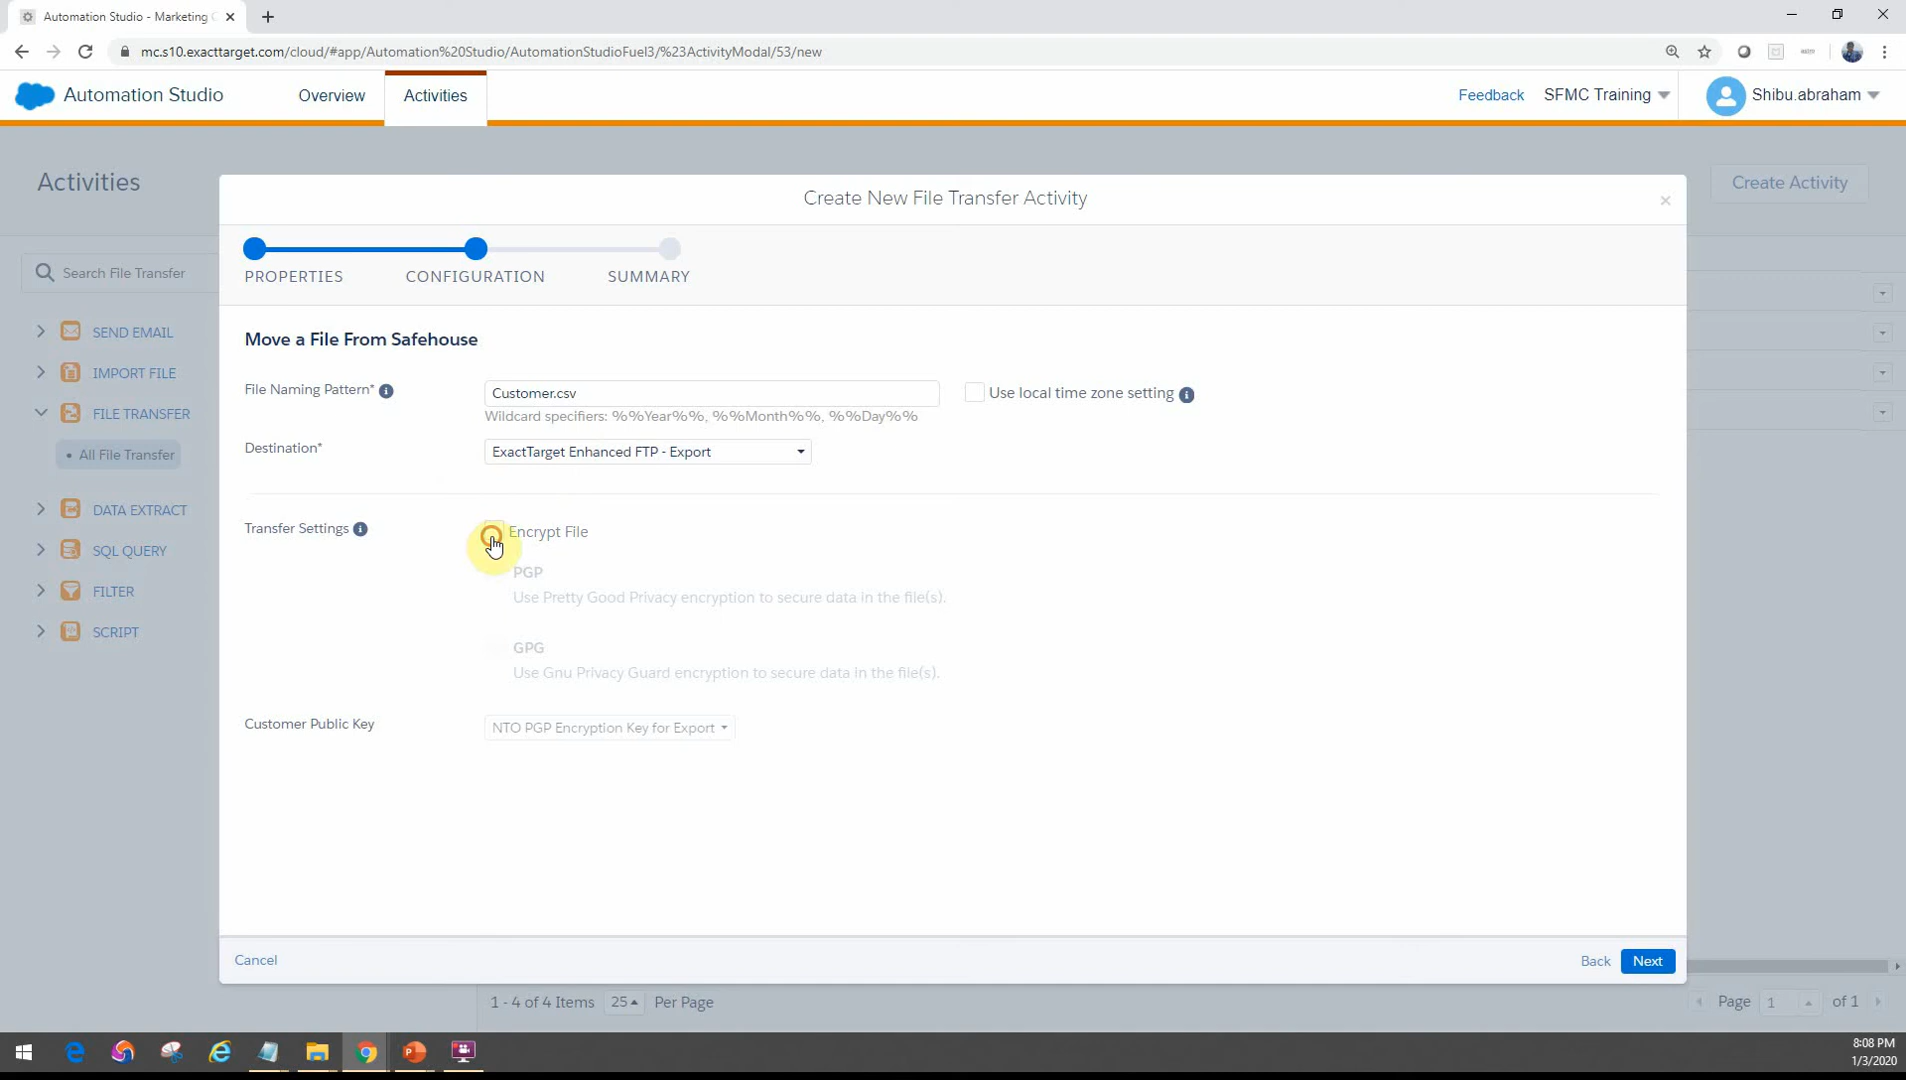 Automation Studio - Marketing C
mc.s10.exacttarget.com/cloud/#app/Automation%20Studio/AutomationStudioFuel3/%23ActivityModal/53/new
Automation Studio
Overview
Activities
Feedback
SFMC Training
Shibu.abraham
Activities
Create Activity
Create New File Transfer Activity
PROPERTIES
CONFIGURATION
SUMMARY
Search File Transfer
SEND EMAIL
IMPORT FILE
FILE TRANSFER
• All File Transfer
DATA EXTRACT
SQL QUERY
FILTER
SCRIPT
Move a File From Safehouse
File Naming Pattern*
Customer.csv
Use local time zone setting
Wildcard specifiers: %%Year%%, %%Month%%, %%Day%%
Destination*
ExactTarget Enhanced FTP - Export
Transfer Settings
Encrypt File
PGP
Use Pretty Good Privacy encryption to secure data in the file(s).
GPG
Use Gnu Privacy Guard encryption to secure data in the file(s).
Customer Public Key
NTO PGP Encryption Key for Export
Cancel
Back
Next
1 - 4 of 4 Items
25
Per Page
Page
1
of 1
8:08 PM
1/3/2020